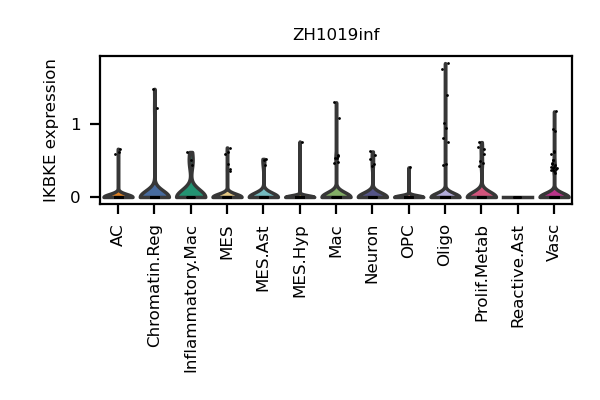 ZH1019inf
IKBKE expression
1
0
AC
Chromatin.Reg
Inflammatory.Mac
MES
MES.Ast
MES.Hyp
Mac
Neuron
OPC
Oligo
Prolif.Metab
Reactive.Ast
Vasc